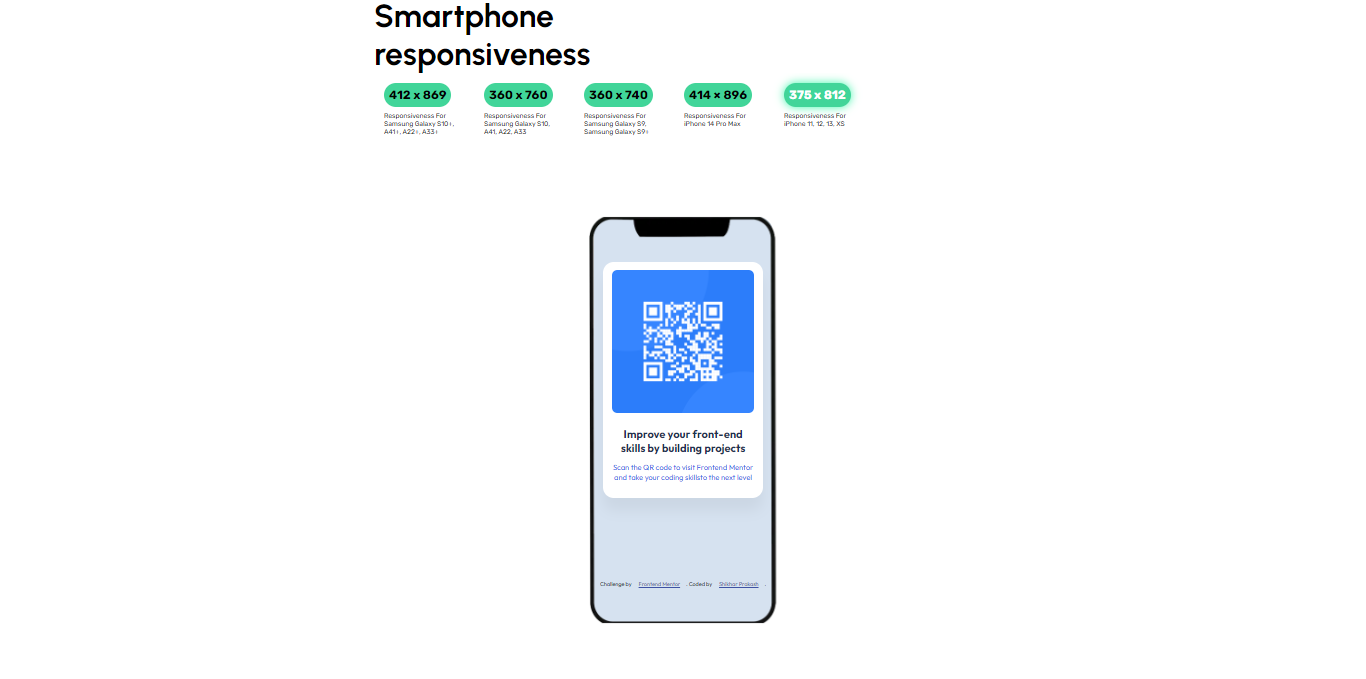 Smartphone
responsiveness
412 x 869
360 x 760
360 x 740
414 x 896
375 x 812
Responsiveness For
Samsung Galaxy S10+,
A41+, A22+, A33+
Responsiveness For
Samsung Galaxy S10,
A41, A22, A33
Responsiveness For
Samsung Galaxy S9,
Samsung Galaxy S9+
Responsiveness For
iPhone 14 Pro Max
Responsiveness For
iPhone 11, 12, 13, XS
Improve your front-end
skills by building projects
Scan the QR code to visit Frontend Mentor
and take your coding skillsto the next level
Challenge by Frontend Mentor . Coded by Shikhar Prakash .